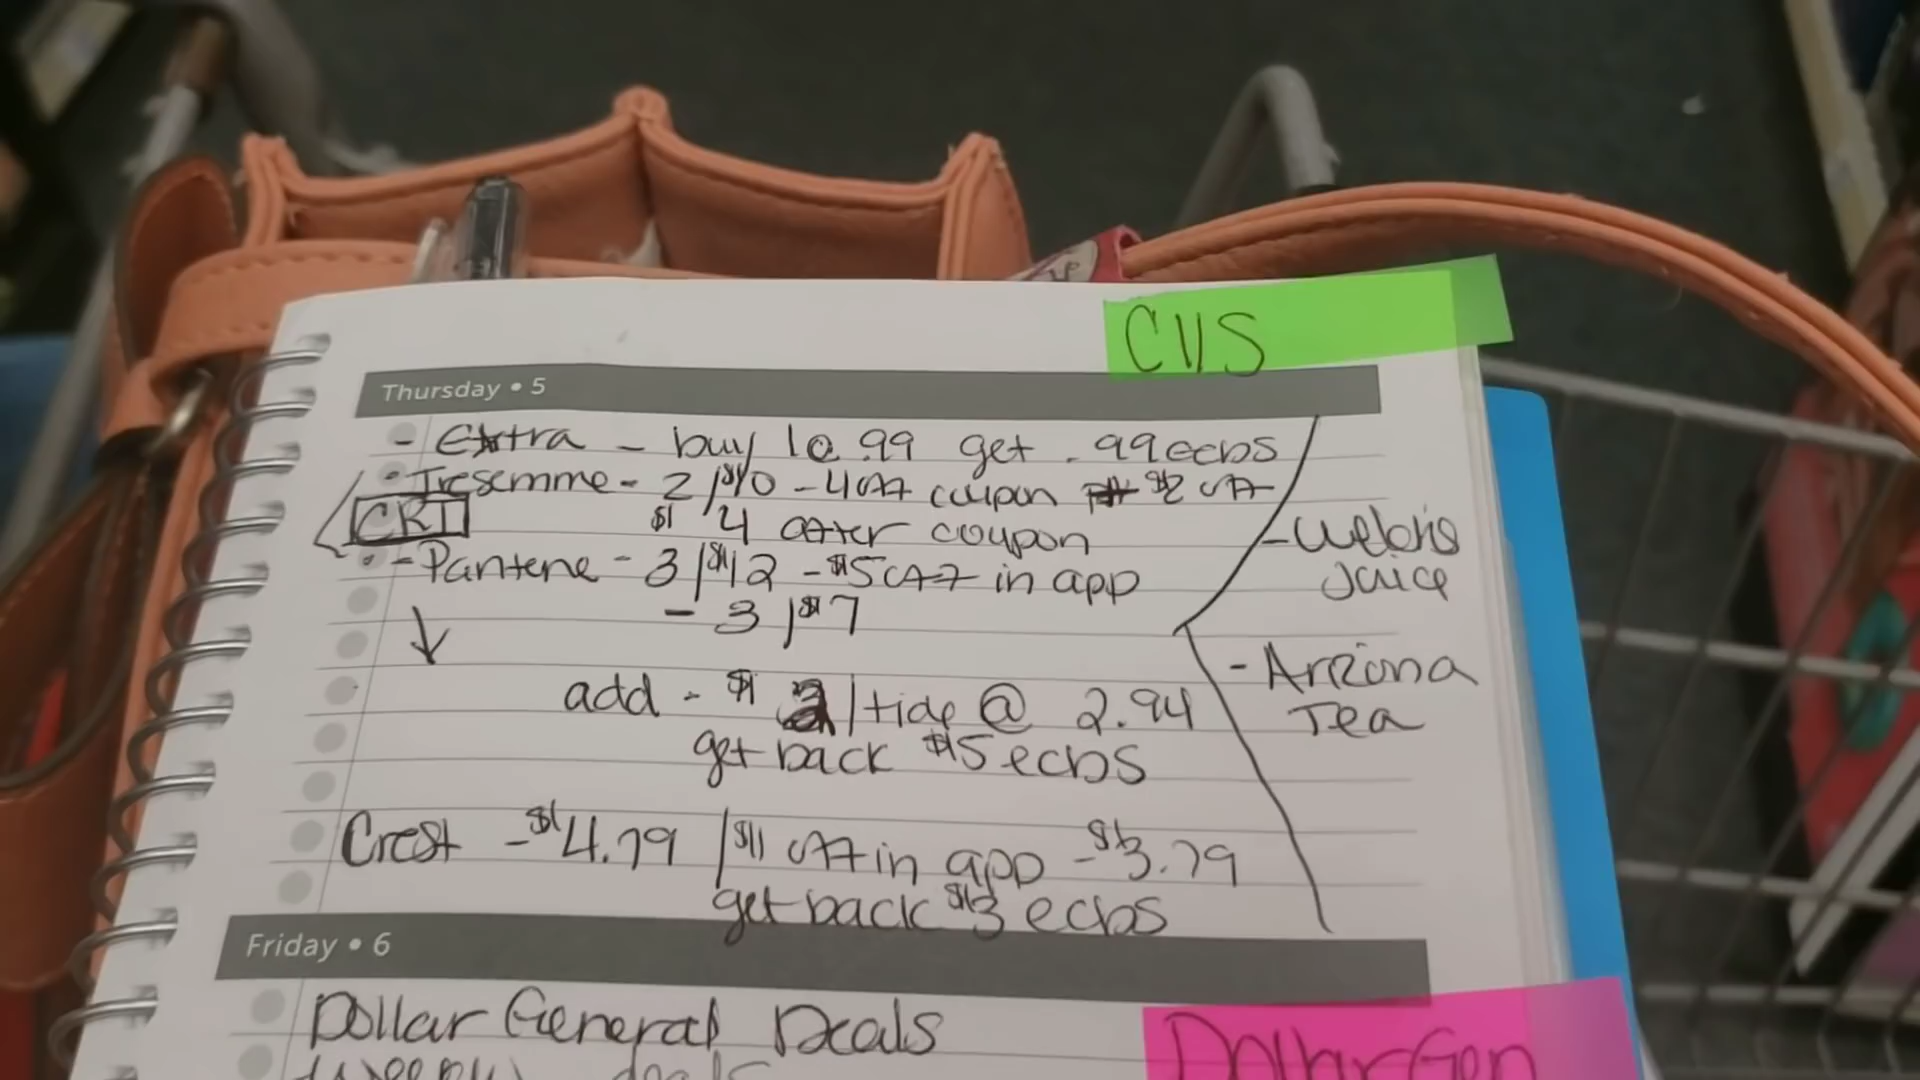 CVS
Thursday • 5
- Extra - buy 1@ .99 get .99 ecbs
• Tresemme - 2/$10 - 4 off coupon $2 off
CRT $4 after coupon
• - Pantene - 3/$12 - $5 off in app
- 3/$7
add - $ tide @ 2.94
get back $5 ecbs
Crest - $4.79 / $1 off in app - $3.79
get back $3 ecbs
- Welch's
Juice
- Arizona
Tea
Friday • 6
Dollar General Deals
Dollar Gen